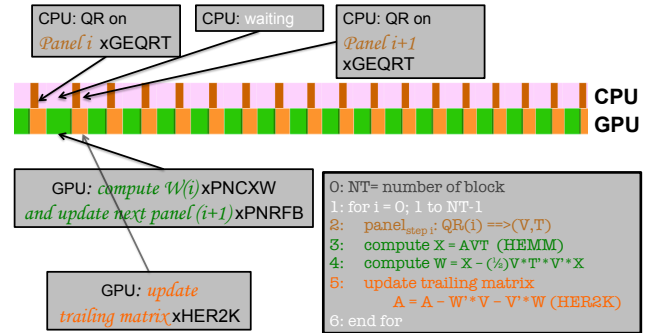 CPU: QR on
Panel i xGEQRT
CPU: waiting
CPU: QR on
Panel i+1
xGEQRT
CPU
GPU
GPU: compute W(i)xPNCXW
and update next panel (i+1)xPNRFB
GPU: update
trailing matrixxHER2K
0: NT= number of block
1: for i = 0; 1 to NT-1
2: panelstep i: QR(i) ==>(V,T)
3: compute X = AVT (HEMM)
4: compute W = X – (½)V*T'*V'*X
5: update trailing matrix
A = A – W'*V – V'*W (HER2K)
6: end for